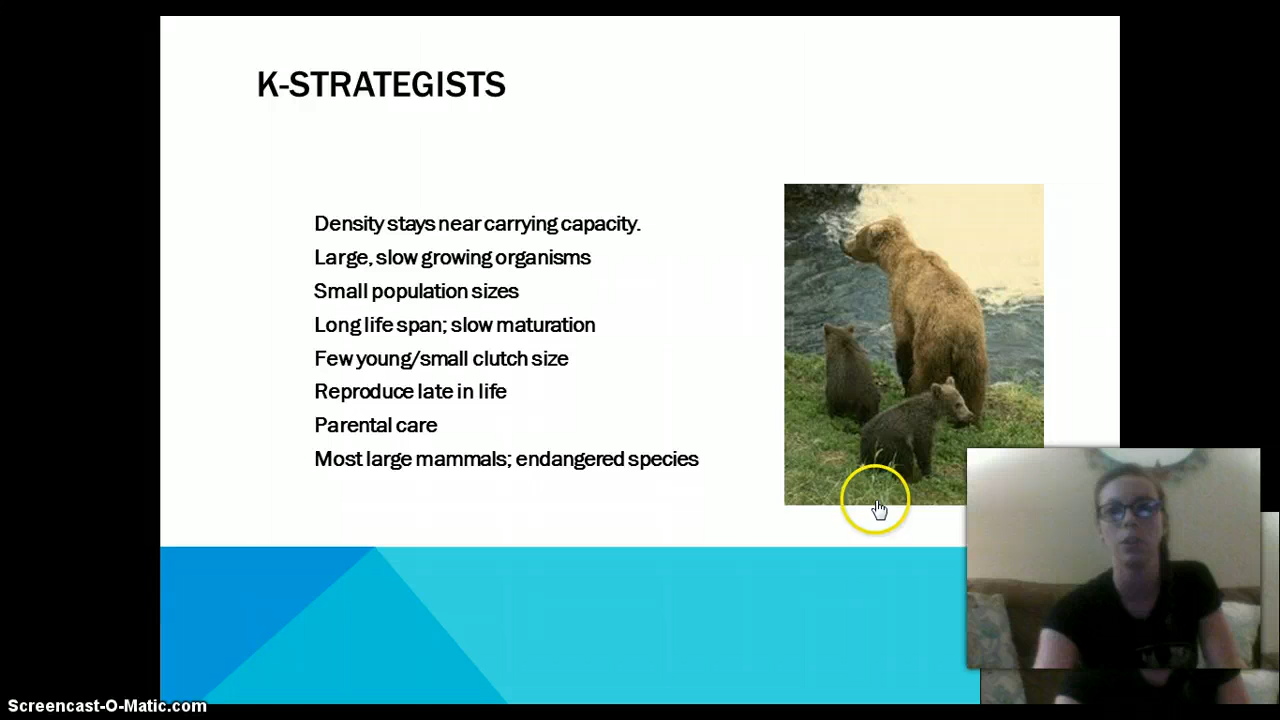 K-STRATEGISTS
Density stays near carrying capacity.
Large, slow growing organisms
Small population sizes
Long life span; slow maturation
Few young/small clutch size
Reproduce late in life
Parental care
Most large mammals; endangered species
Screencast-O-Matic.com